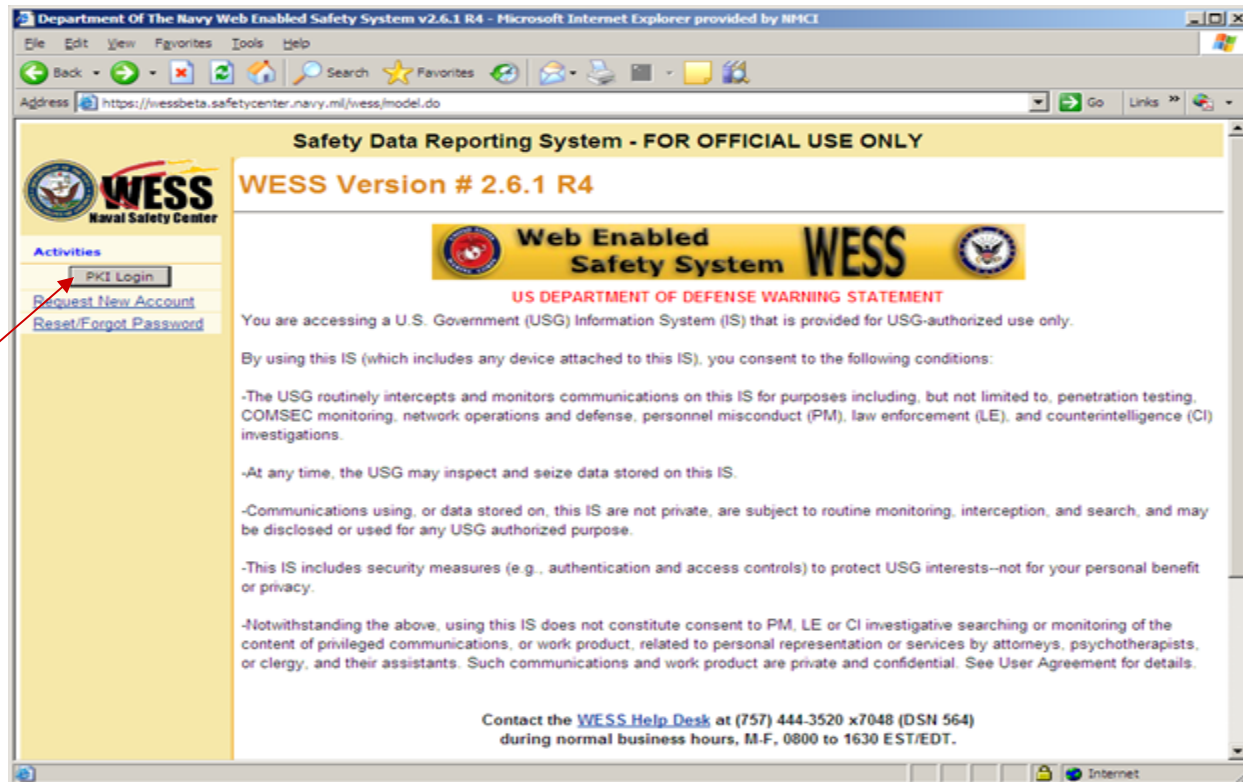 Department Of The Navy Web Enabled Safety System v2.6.1 R4 - Microsoft Internet Explorer provided by NMCI
File Edit View Favorites Tools Help
Back Search Favorites
Address https://wessbeta.safetycenter.navy.mil/wess/model.do Go Links »
Safety Data Reporting System - FOR OFFICIAL USE ONLY
WESS
Naval Safety Center
WESS Version # 2.6.1 R4
Activities
PKI Login
Request New Account
Reset/Forgot Password
Web Enabled
Safety System
WESS
US DEPARTMENT OF DEFENSE WARNING STATEMENT
You are accessing a U.S. Government (USG) Information System (IS) that is provided for USG-authorized use only.
By using this IS (which includes any device attached to this IS), you consent to the following conditions:
-The USG routinely intercepts and monitors communications on this IS for purposes including, but not limited to, penetration testing,
COMSEC monitoring, network operations and defense, personnel misconduct (PM), law enforcement (LE), and counterintelligence (CI)
investigations.
-At any time, the USG may inspect and seize data stored on this IS.
-Communications using, or data stored on, this IS are not private, are subject to routine monitoring, interception, and search, and may
be disclosed or used for any USG authorized purpose.
-This IS includes security measures (e.g., authentication and access controls) to protect USG interests--not for your personal benefit
or privacy.
-Notwithstanding the above, using this IS does not constitute consent to PM, LE or CI investigative searching or monitoring of the
content of privileged communications, or work product, related to personal representation or services by attorneys, psychotherapists,
or clergy, and their assistants. Such communications and work product are private and confidential. See User Agreement for details.
Contact the WESS Help Desk at (757) 444-3520 x7048 (DSN 564)
during normal business hours, M-F, 0800 to 1630 EST/EDT.
Internet